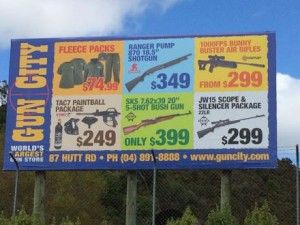 GUN CITY
WORLD'S
LARGEST
GUN STORE
FLEECE PACKS
$74.99
RANGER PUMP
870 18.5"
SHOTGUN
$349
1000FPS BUNNY
BUSTER AIR RIFLES
FROM $299
TAC7 PAINTBALL
PACKAGE
$249
SKS 7.62x39 20"
5-SHOT BUSH GUN
ONLY $399
JW15 SCOPE &
SILENCER PACKAGE
22LR
$299
87 HUTT RD • PH (04) 891-8888 • www.guncity.com